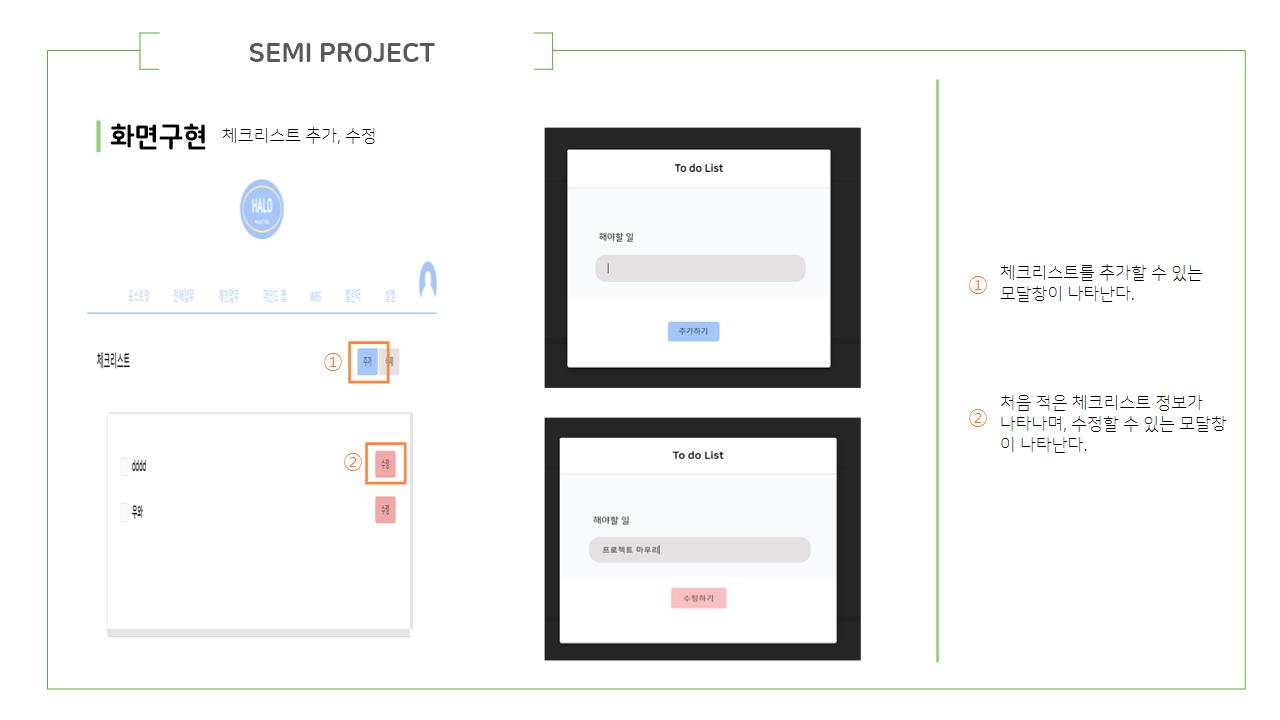 SEMI PROJECT
화면구현 체크리스트 추가, 수정
HALO
포스트잇 전체업무 개인업무 마인드 맵 WBS 캘린더 설정
체크리스트
① 추가
② 수정
dddd
우와 수정
To do List
해야할 일
추가하기
To do List
해야할 일
프로젝트 마무리
수정하기
① 체크리스트를 추가할 수 있는
모달창이 나타난다.
② 처음 적은 체크리스트 정보가
나타나며, 수정할 수 있는 모달창
이 나타난다.